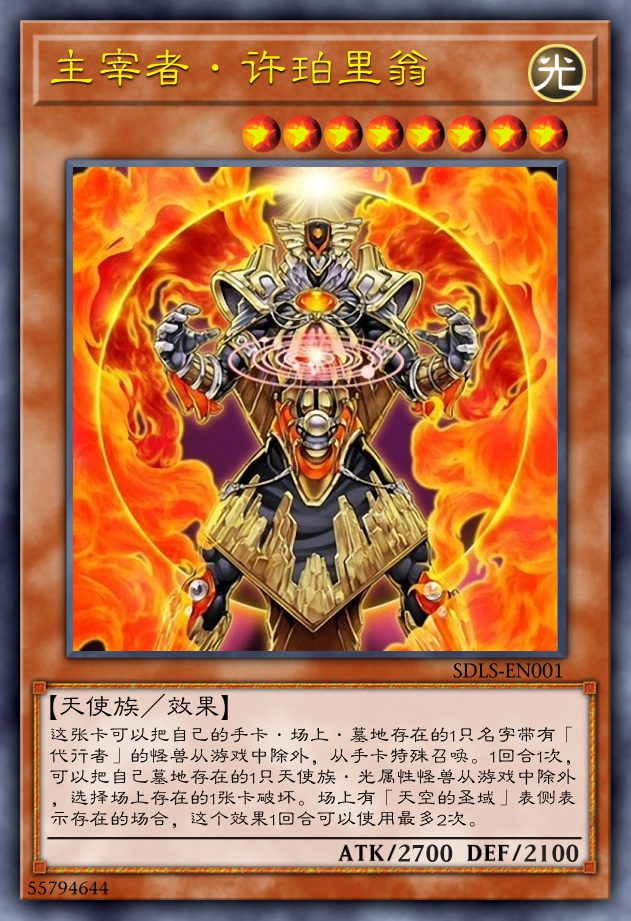 主宰者·许珀里翁
光
SDLS-EN001
【天使族／效果】
这张卡可以把自己的手卡·场上·墓地存在的1只名字带有「
代行者」的怪兽从游戏中除外，从手卡特殊召唤。1回合1次，
可以把自己墓地存在的1只天使族·光属性怪兽从游戏中除外
，选择场上存在的1张卡破坏。场上有「天空的圣域」表侧表
示存在的场合，这个效果1回合可以使用最多2次。
ATK/2700 DEF/2100
55794644